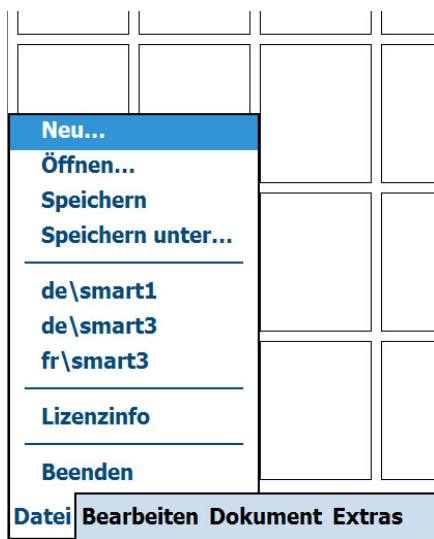 Neu...
Öffnen...
Speichern
Speichern unter...
de\smart1
de\smart3
fr\smart3
Lizenzinfo
Beenden
Datei Bearbeiten Dokument Extras